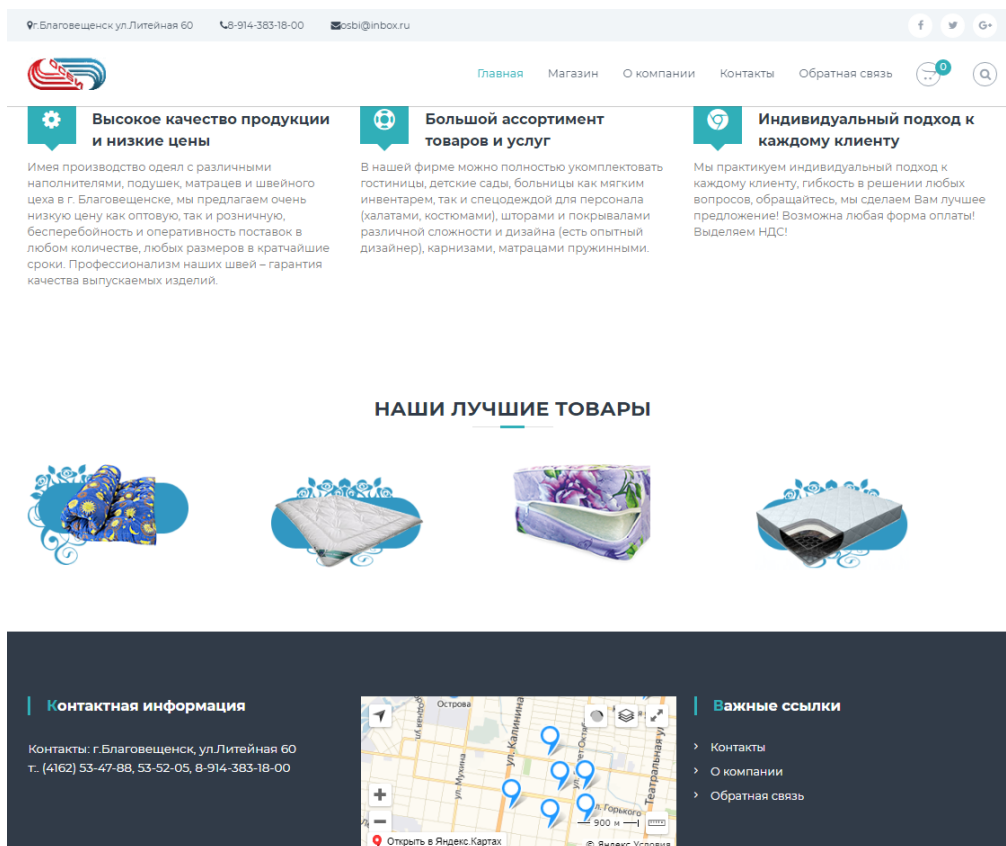 г.Благовещенск ул.Литейная 60 8-914-383-18-00 osbi@inbox.ru
Главная Магазин О компании Контакты Обратная связь 0
Высокое качество продукции
и низкие цены
Имея производство одеял с различными
наполнителями, подушек, матрацев и швейного
цеха в г. Благовещенске, мы предлагаем очень
низкую цену как оптовую, так и розничную,
бесперебойность и оперативность поставок в
любом количестве, любых размеров в кратчайшие
сроки. Профессионализм наших швей – гарантия
качества выпускаемых изделий.
Большой ассортимент
товаров и услуг
В нашей фирме можно полностью укомплектовать
гостиницы, детские сады, больницы как мягким
инвентарем, так и спецодеждой для персонала
(халатами, костюмами), шторами и покрывалами
различной сложности и дизайна (есть опытный
дизайнер), карнизами, матрацами пружинными.
Индивидуальный подход к
каждому клиенту
Мы практикуем индивидуальный подход к
каждому клиенту, гибкость в решении любых
вопросов, обращайтесь, мы сделаем Вам лучшее
предложение! Возможна любая форма оплаты!
Выделяем НДС!
НАШИ ЛУЧШИЕ ТОВАРЫ
Контактная информация
Контакты: г.Благовещенск, ул.Литейная 60
т.. (4162) 53-47-88, 53-52-05, 8-914-383-18-00
Острова
ул. Калинина
ул. Мухина
Театральная ул
л. Горького
900 м
Открыть в Яндекс.Картах
© Яндекс Условия
Важные ссылки
Контакты
О компании
Обратная связь